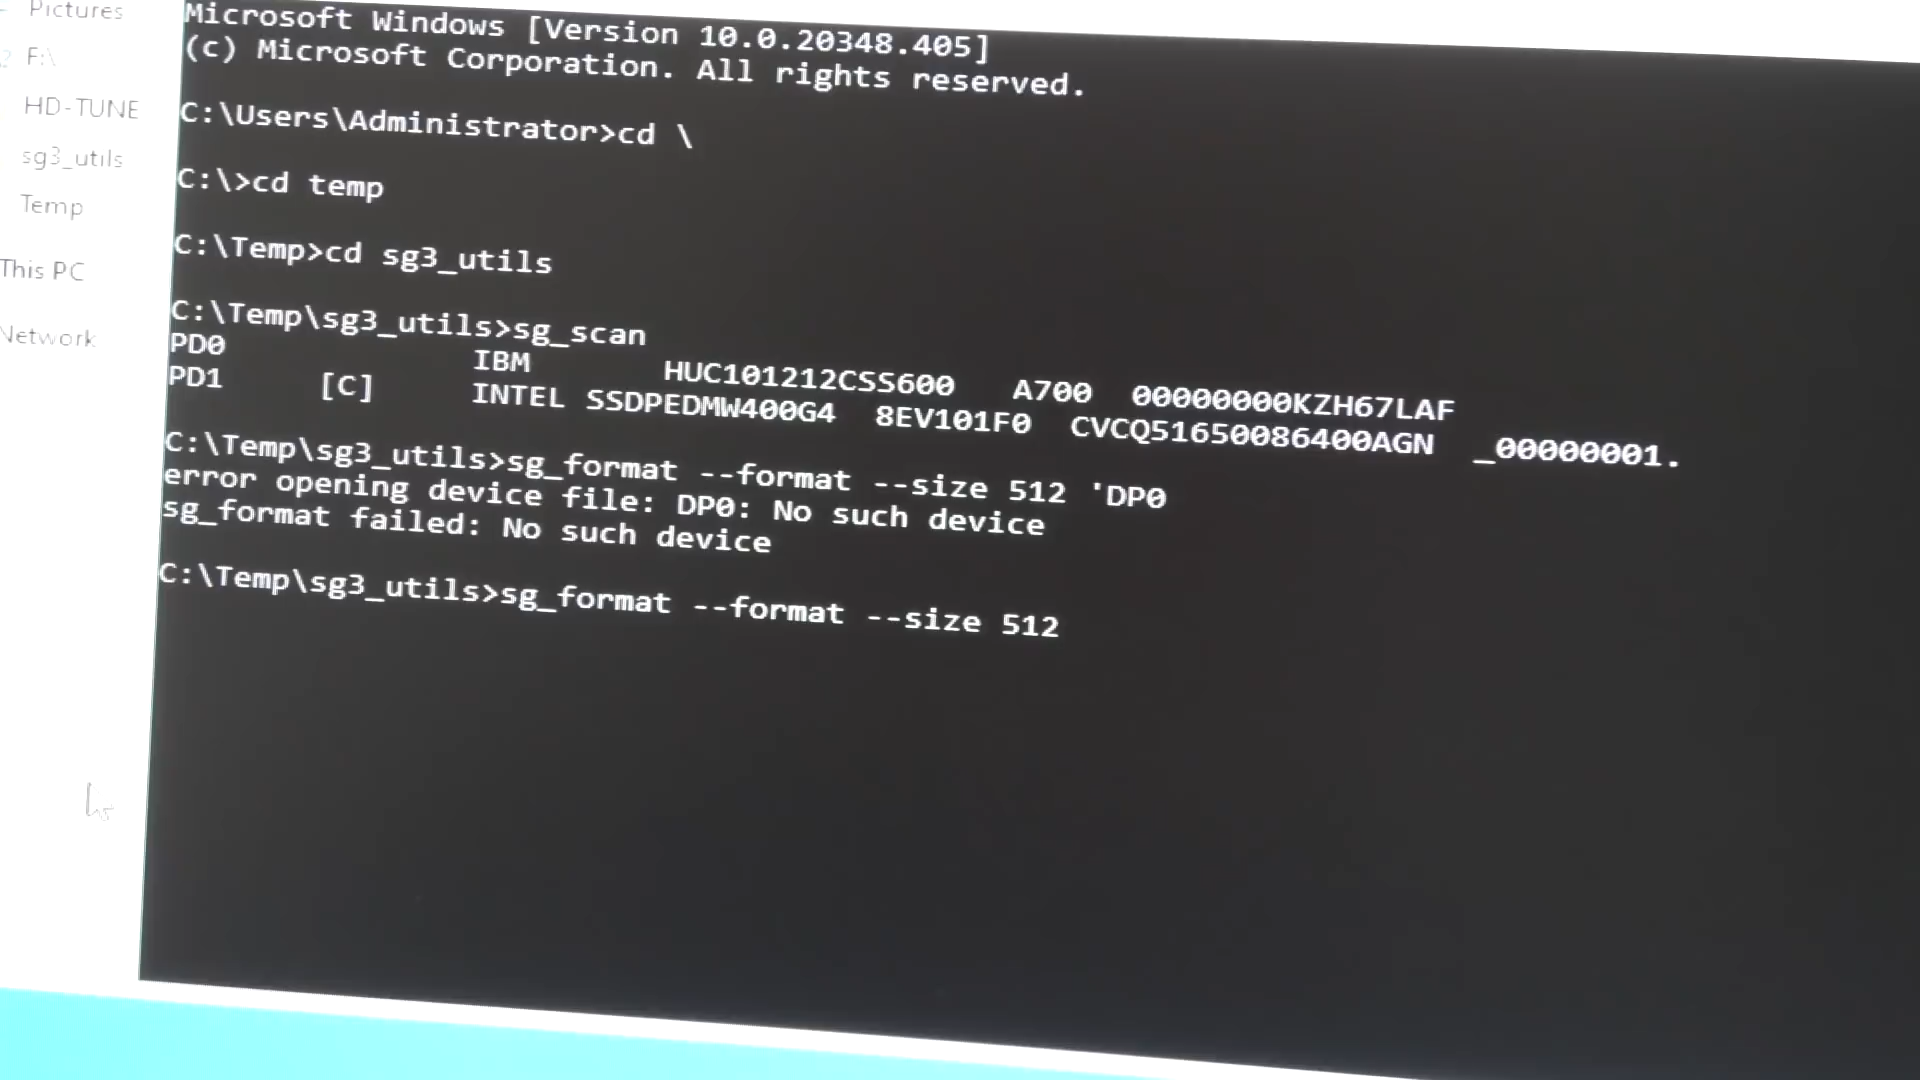 Pictures
F:\
HD-TUNE
sg3_utils
Temp
This PC
Network
Microsoft Windows [Version 10.0.20348.405]
(c) Microsoft Corporation. All rights reserved.
C:\Users\Administrator>cd \
C:\>cd temp
C:\Temp>cd sg3_utils
C:\Temp\sg3_utils>sg_scan
PD0 IBM HUC101212CSS600 A700 00000000KZH67LAF
PD1 [C] INTEL SSDPEDMW400G4 8EV101F0 CVCQ51650086400AGN _00000001.
C:\Temp\sg3_utils>sg_format --format --size 512 'DP0
error opening device file: DP0: No such device
sg_format failed: No such device
C:\Temp\sg3_utils>sg_format --format --size 512